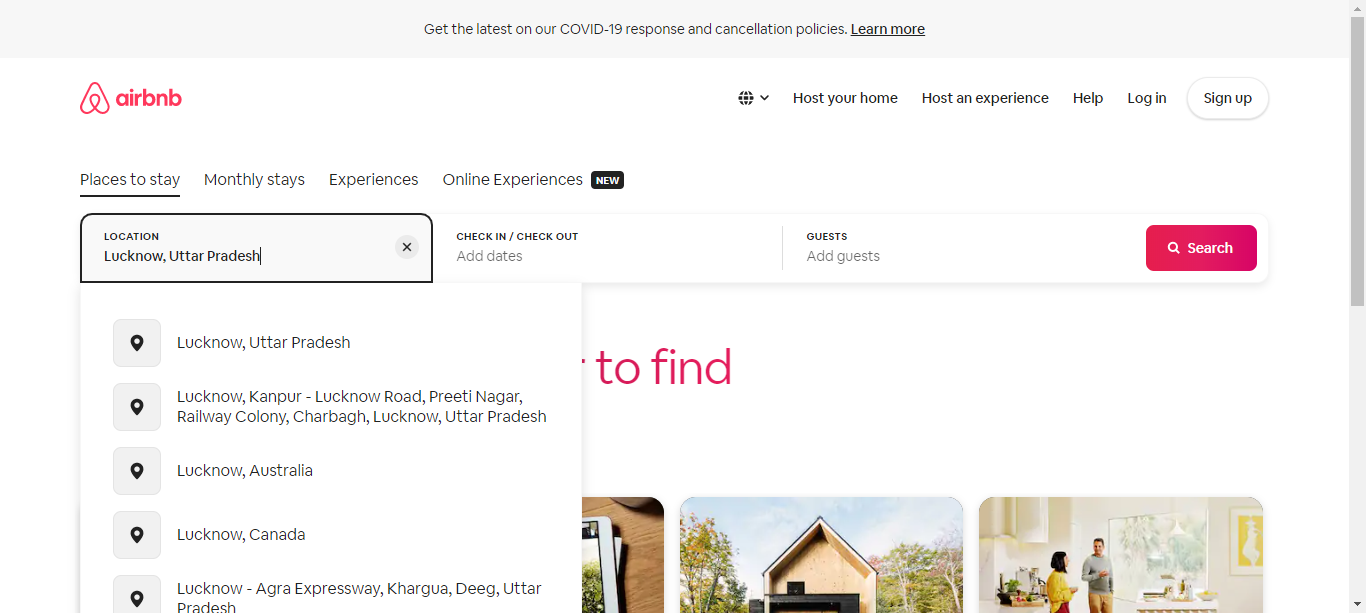 Get the latest on our COVID-19 response and cancellation policies. Learn more
airbnb
Host your home
Host an experience
Help
Log in
Sign up
Places to stay
Monthly stays
Experiences
Online Experiences
NEW
LOCATION
Lucknow, Uttar Pradesh
CHECK IN / CHECK OUT
Add dates
GUESTS
Add guests
Search
Lucknow, Uttar Pradesh
Lucknow, Kanpur - Lucknow Road, Preeti Nagar,
Railway Colony, Charbagh, Lucknow, Uttar Pradesh
Lucknow, Australia
Lucknow, Canada
Lucknow - Agra Expressway, Khargua, Deeg, Uttar
Pradesh
to find